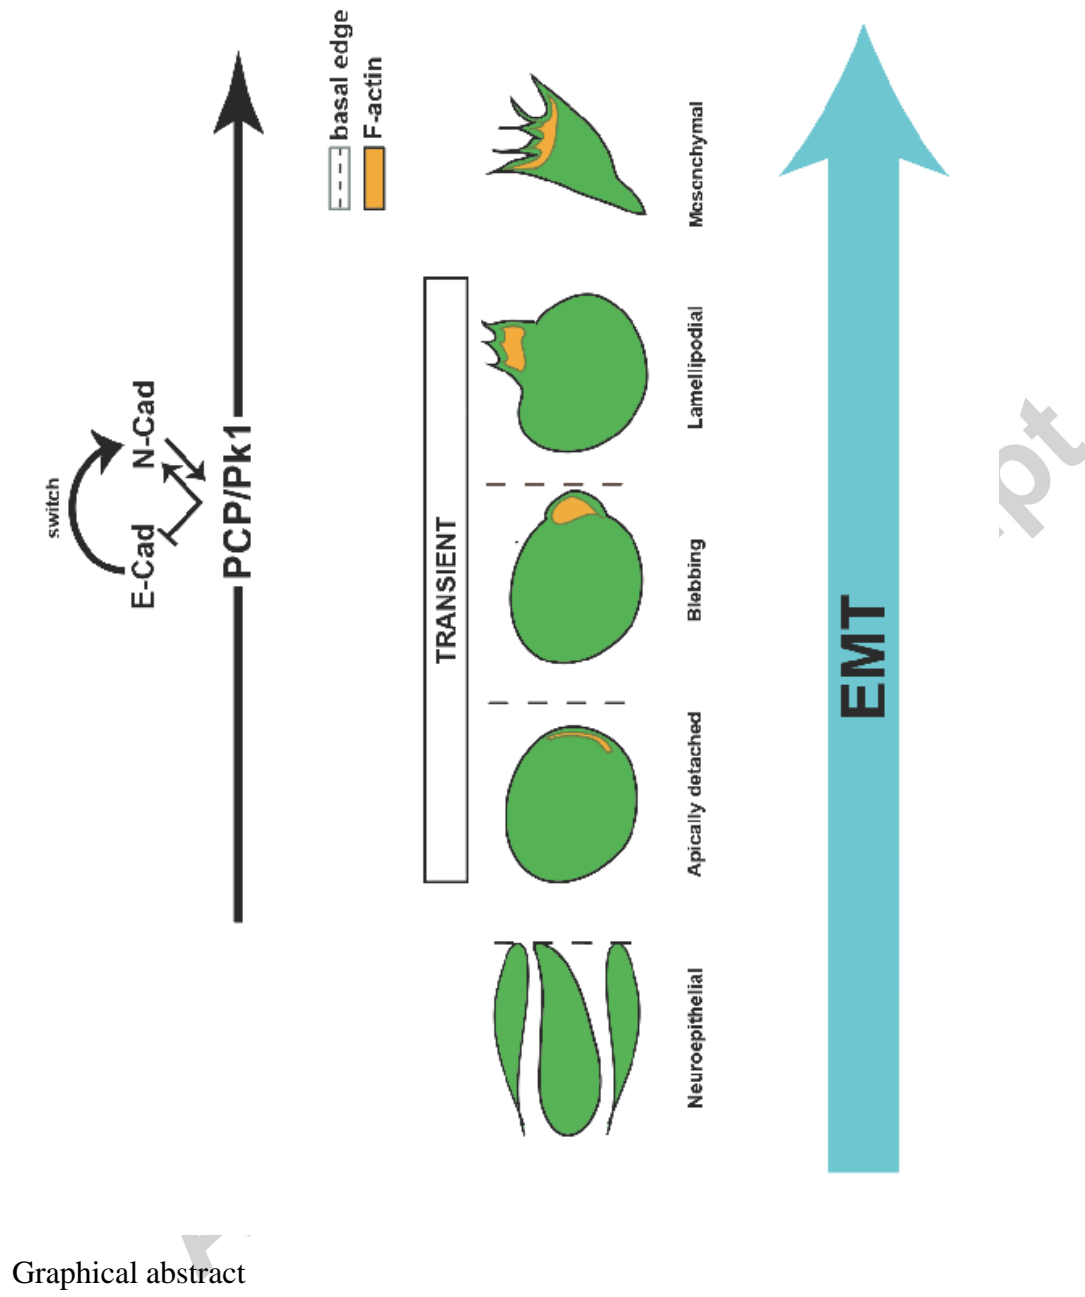 switch
E-Cad
N-Cad
PCP/Pk1
basal edge
F-actin
TRANSIENT
Neuroepithelial
Apically detached
Blebbing
Lamellipodial
Mesenchymal
EMT
Graphical abstract